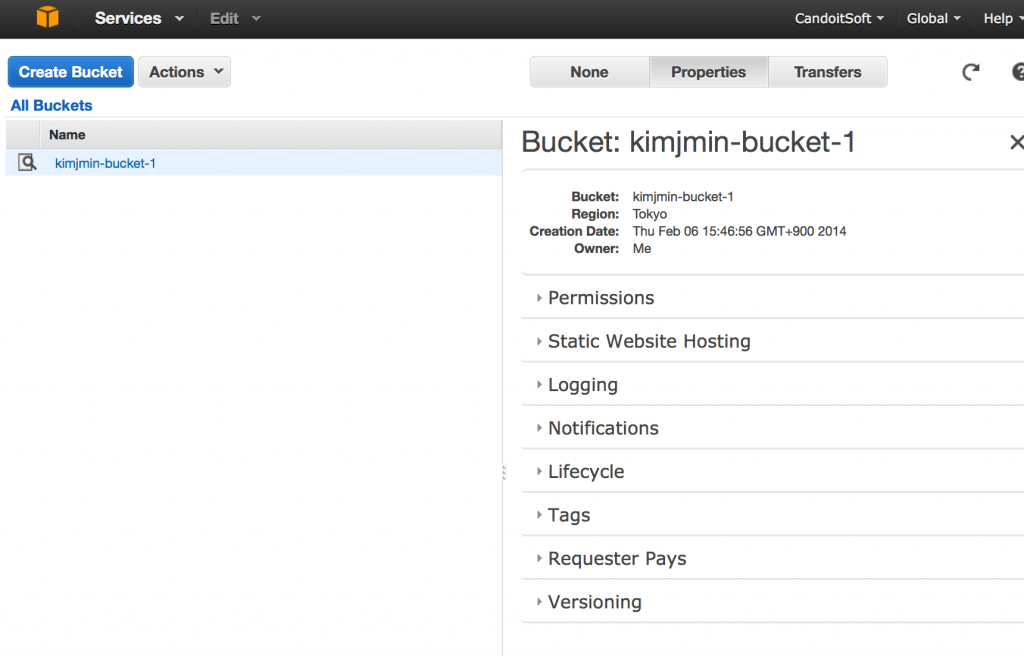 Services Edit CandoitSoft Global Help
Create Bucket Actions None Properties Transfers
All Buckets
Name
kimjmin-bucket-1
Bucket: kimjmin-bucket-1
Bucket: kimjmin-bucket-1
Region: Tokyo
Creation Date: Thu Feb 06 15:46:56 GMT+900 2014
Owner: Me
Permissions
Static Website Hosting
Logging
Notifications
Lifecycle
Tags
Requester Pays
Versioning